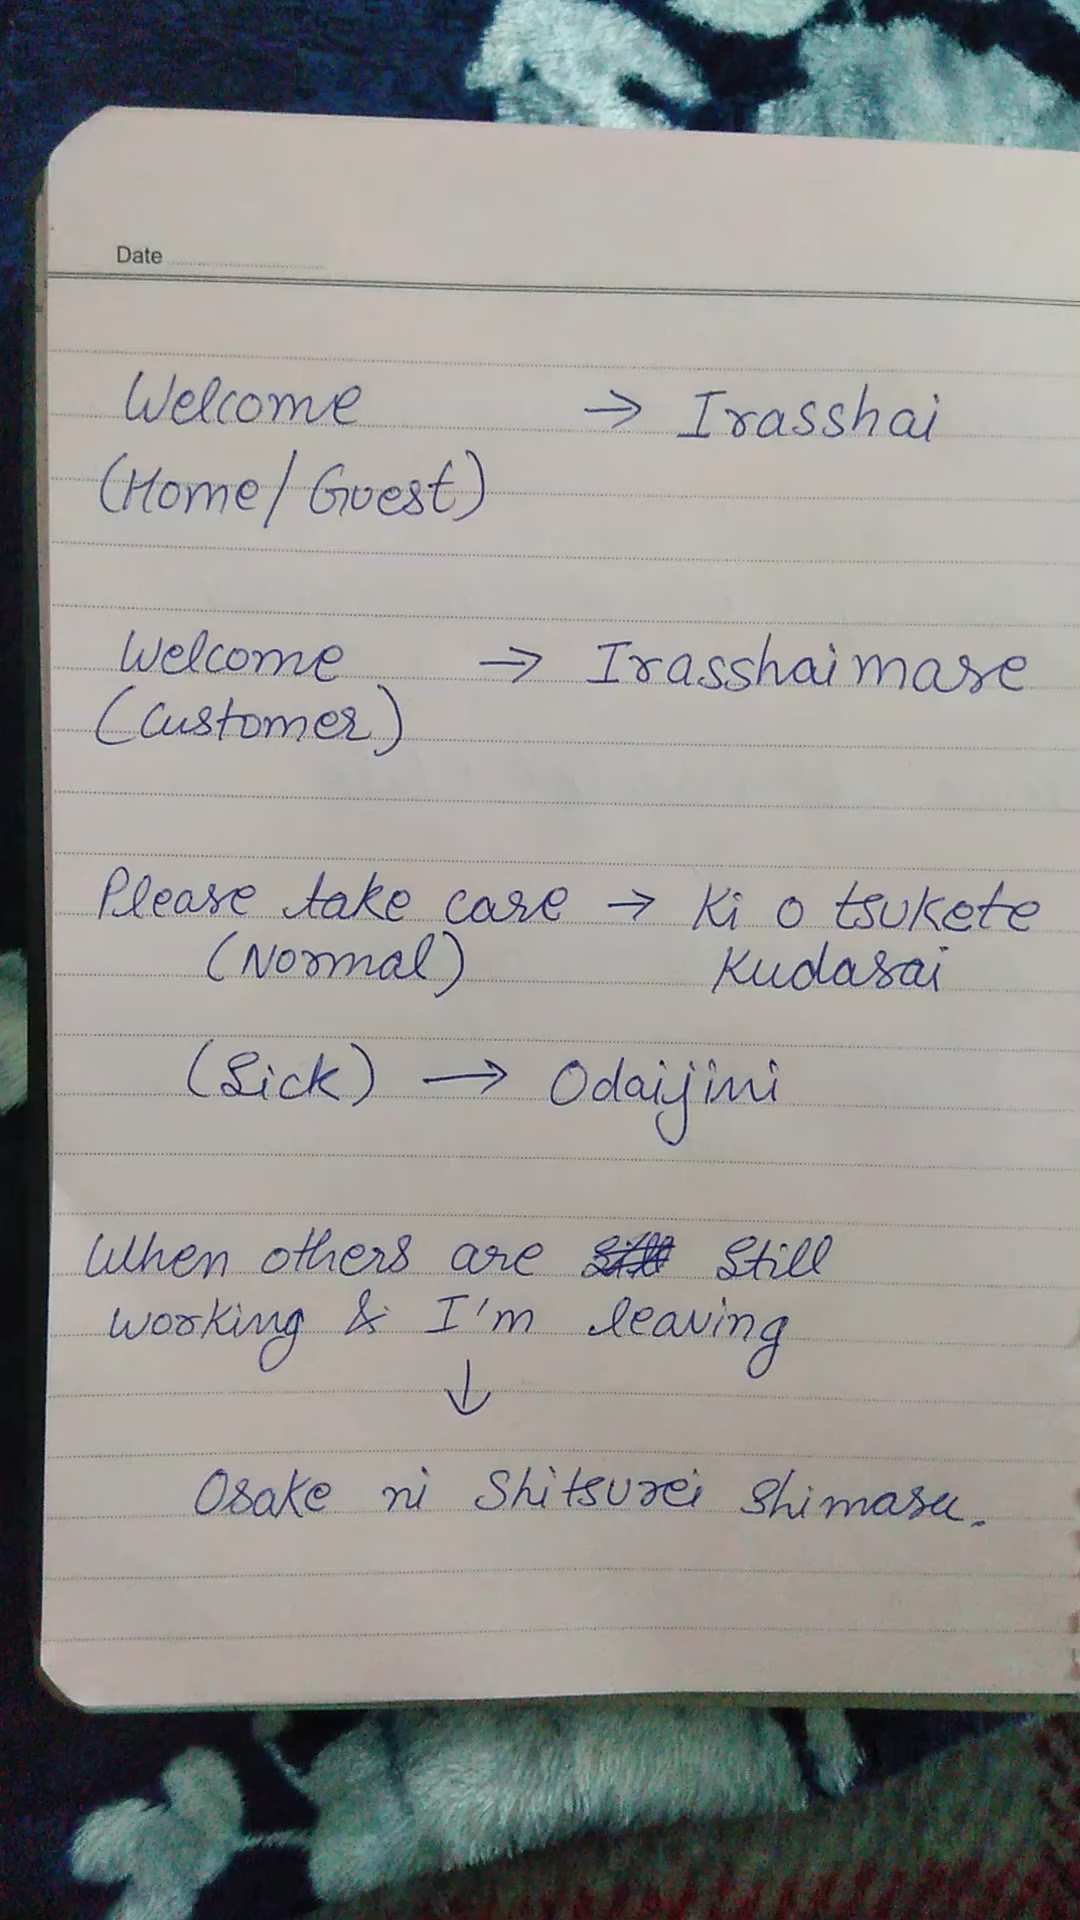 Date
Welcome → Irasshai
(Home/Guest)
Welcome → Irasshaimase
(Customer)
Please take care → Ki o tsukete
(Normal) Kudasai
(Sick) → Odaijini
When others are Still
working & I'm leaving
↓
Osake ni Shitsurei Shimasu.